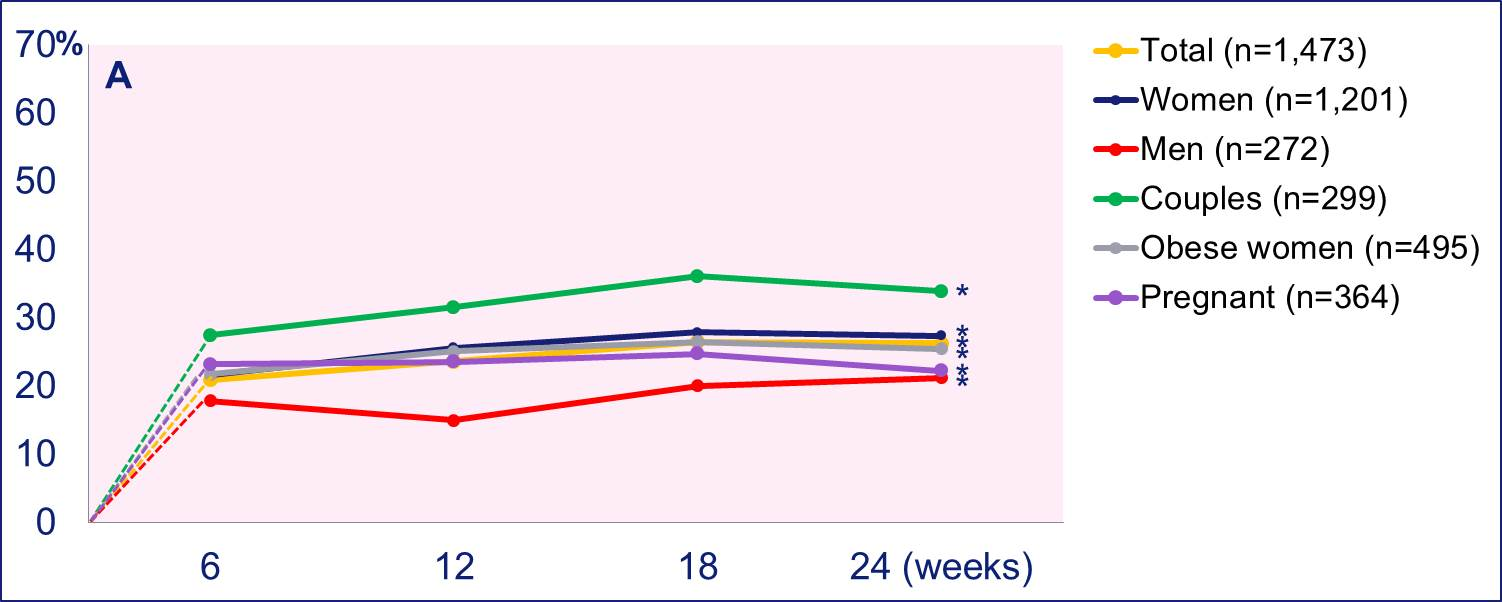 70%
A
60
50
40
30
20
10
0
6 12 18 24 (weeks)
*
*
*
*
*
*
Total (n=1,473)
Women (n=1,201)
Men (n=272)
Couples (n=299)
Obese women (n=495)
Pregnant (n=364)